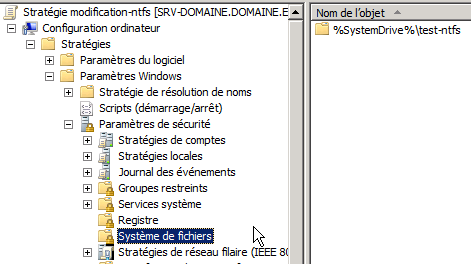 Stratégie modification-ntfs [SRV-DOMAINE.DOMAINE.E
Configuration ordinateur
Stratégies
Paramètres du logiciel
Paramètres Windows
Stratégie de résolution de noms
Scripts (démarrage/arrêt)
Paramètres de sécurité
Stratégies de comptes
Stratégies locales
Journal des événements
Groupes restreints
Services système
Registre
Système de fichiers
Stratégies de réseau filaire (IEEE 80
Nom de l'objet
%SystemDrive%\test-ntfs